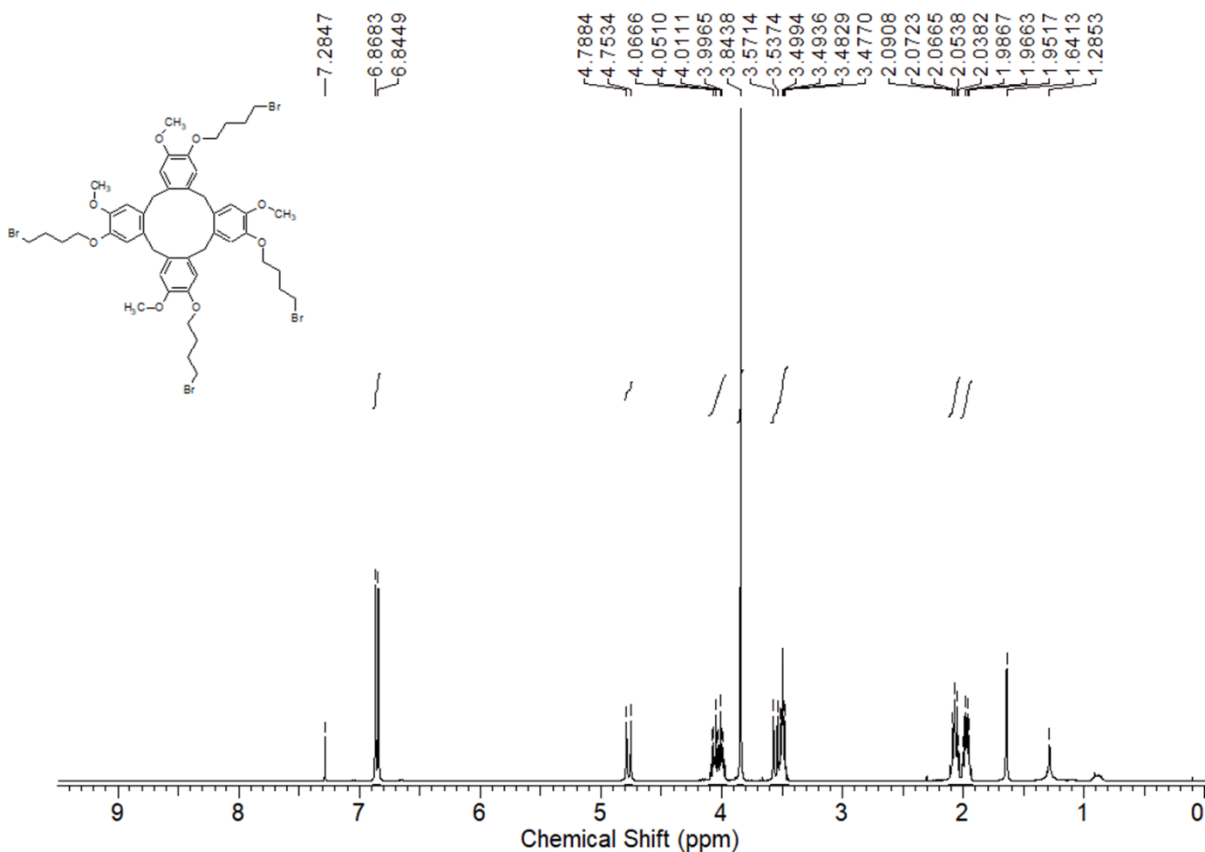 7.2847
6.8683
6.8449
4.7884
4.7534
4.0666
4.0510
4.0111
3.9965
3.8438
3.5714
3.5374
3.4994
3.4936
3.4829
3.4770
2.0908
2.0723
2.0665
2.0538
2.0382
1.9867
1.9663
1.9517
1.6413
1.2853
Br
CH₃
O
O
CH₃
O
O
CH₃
Br
O
O
H₃C
O
O
Br
Br
9 8 7 6 5 4 3 2 1 0
Chemical Shift (ppm)